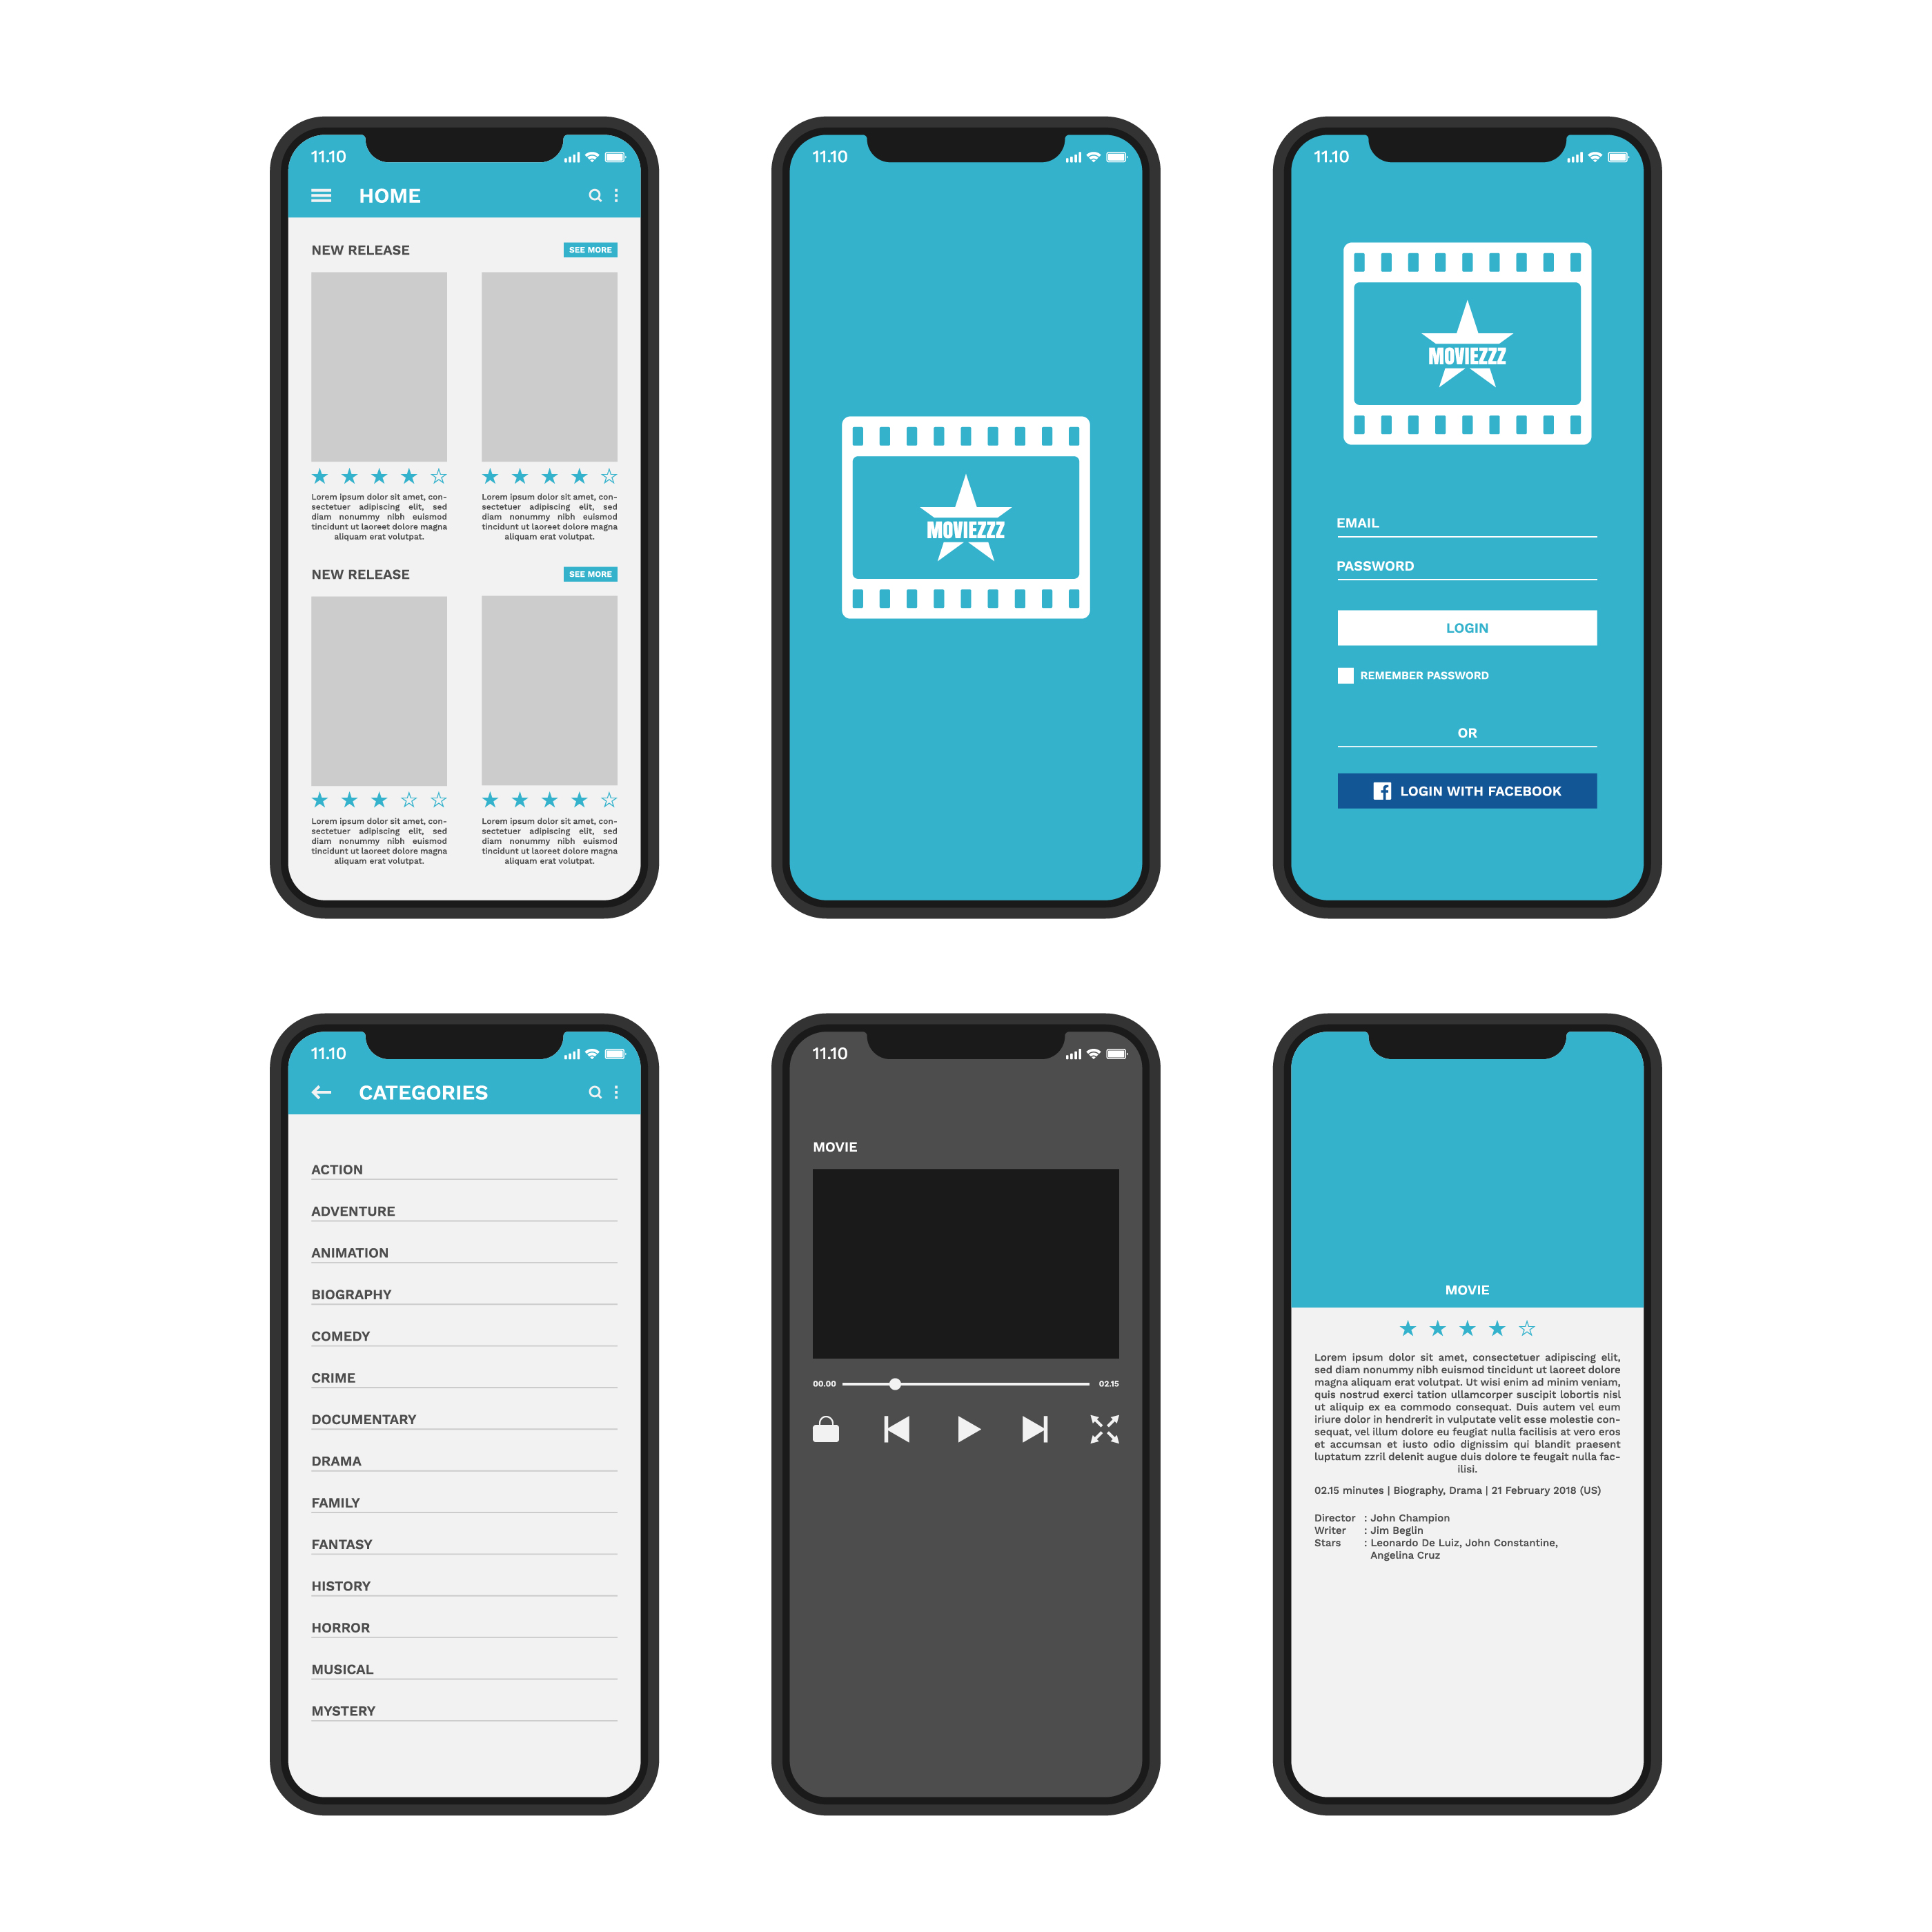 11.10
HOME
NEW RELEASE
SEE MORE
Lorem ipsum dolor sit amet, con-
sectetuer adipiscing elit, sed
diam nonummy nibh euismod
tincidunt ut laoreet dolore magna
aliquam erat volutpat.
Lorem ipsum dolor sit amet, con-
sectetuer adipiscing elit, sed
diam nonummy nibh euismod
tincidunt ut laoreet dolore magna
aliquam erat volutpat.
NEW RELEASE
SEE MORE
Lorem ipsum dolor sit amet, con-
sectetuer adipiscing elit, sed
diam nonummy nibh euismod
tincidunt ut laoreet dolore magna
aliquam erat volutpat.
Lorem ipsum dolor sit amet, con-
sectetuer adipiscing elit, sed
diam nonummy nibh euismod
tincidunt ut laoreet dolore magna
aliquam erat volutpat.
11.10
MOVIEZZZ
11.10
MOVIEZZZ
EMAIL
PASSWORD
LOGIN
REMEMBER PASSWORD
OR
f LOGIN WITH FACEBOOK
11.10
CATEGORIES
ACTION
ADVENTURE
ANIMATION
BIOGRAPHY
COMEDY
CRIME
DOCUMENTARY
DRAMA
FAMILY
FANTASY
HISTORY
HORROR
MUSICAL
MYSTERY
11.10
MOVIE
00.00 02.15
MOVIE
Lorem ipsum dolor sit amet, consectetuer adipiscing elit,
sed diam nonummy nibh euismod tincidunt ut laoreet dolore
magna aliquam erat volutpat. Ut wisi enim ad minim veniam,
quis nostrud exerci tation ullamcorper suscipit lobortis nisl
ut aliquip ex ea commodo consequat. Duis autem vel eum
iriure dolor in hendrerit in vulputate velit esse molestie con-
sequat, vel illum dolore eu feugiat nulla facilisis at vero eros
et accumsan et iusto odio dignissim qui blandit praesent
luptatum zzril delenit augue duis dolore te feugait nulla fac-
ilisi.
02.15 minutes | Biography, Drama | 21 February 2018 (US)
Director : John Champion
Writer : Jim Beglin
Stars : Leonardo De Luiz, John Constantine,
Angelina Cruz